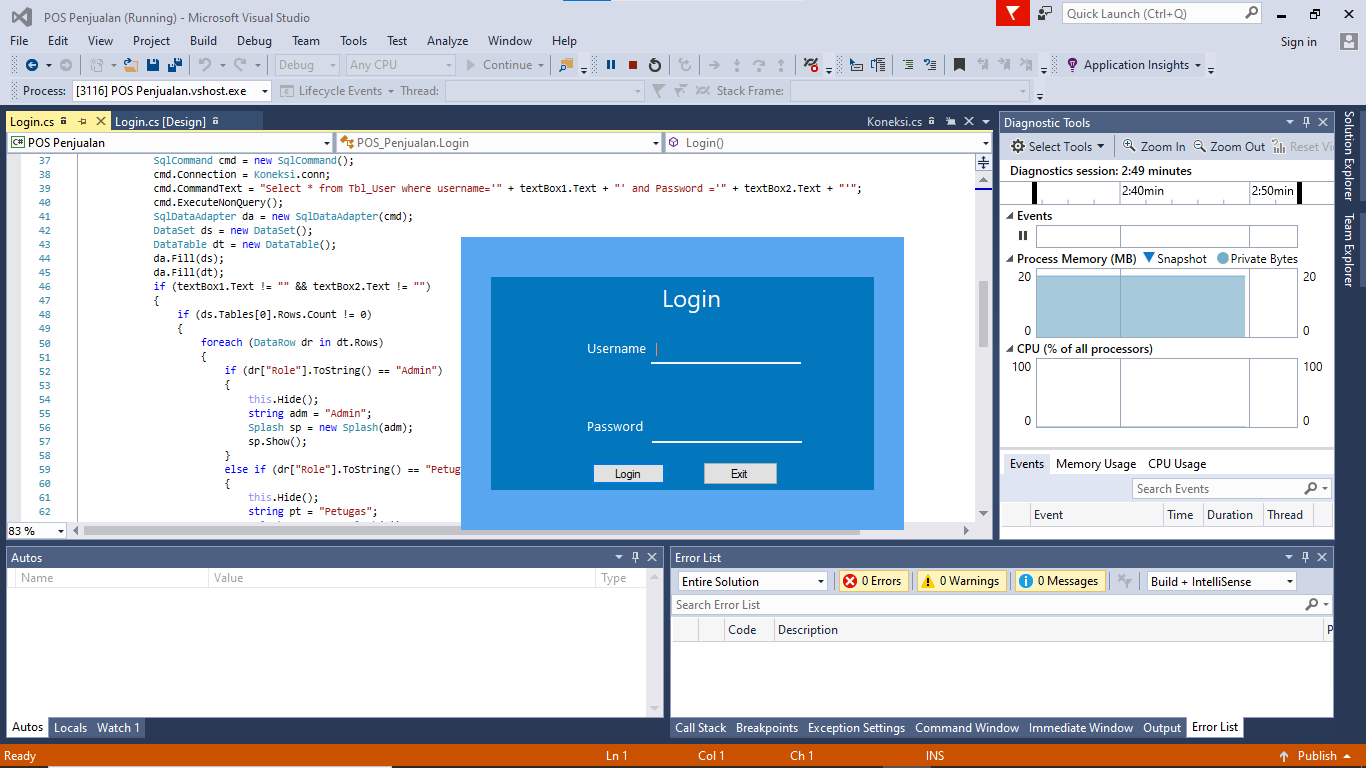 POS Penjualan (Running) - Microsoft Visual Studio
Quick Launch (Ctrl+Q)
File Edit View Project Build Debug Team Tools Test Analyze Window Help
Sign in
Debug Any CPU Continue Application Insights
Process: [3116] POS Penjualan.vshost.exe Lifecycle Events Thread: Stack Frame:
Login.cs Login.cs [Design] Koneksi.cs
C# POS Penjualan POS_Penjualan.Login Login()
37 SqlCommand cmd = new SqlCommand();
38 cmd.Connection = Koneksi.conn;
39 cmd.CommandText = "Select * from Tbl_User where username='" + textBox1.Text + "' and Password ='" + textBox2.Text + "'";
40 cmd.ExecuteNonQuery();
41 SqlDataAdapter da = new SqlDataAdapter(cmd);
42 DataSet ds = new DataSet();
43 DataTable dt = new DataTable();
44 da.Fill(ds);
45 da.Fill(dt);
46 if (textBox1.Text != "" && textBox2.Text != "")
47 {
48 if (ds.Tables[0].Rows.Count != 0)
49 {
50 foreach (DataRow dr in dt.Rows)
51 {
52 if (dr["Role"].ToString() == "Admin")
53 {
54 this.Hide();
55 string adm = "Admin";
56 Splash sp = new Splash(adm);
57 sp.Show();
58 }
59 else if (dr["Role"].ToString() == "Petug
60 {
61 this.Hide();
62 string pt = "Petugas";
83 %
Login
Username
Password
Login Exit
Diagnostic Tools
Select Tools Zoom In Zoom Out Reset Vi
Diagnostics session: 2:49 minutes
2:40min 2:50min
Events
Process Memory (MB) Snapshot Private Bytes
20 20
0 0
CPU (% of all processors)
100 100
0 0
Events Memory Usage CPU Usage
Search Events
Event Time Duration Thread
Solution Explorer
Team Explorer
Autos
Name Value Type
Autos Locals Watch 1
Error List
Entire Solution 0 Errors 0 Warnings 0 Messages Build + IntelliSense
Search Error List
Code Description P
Call Stack Breakpoints Exception Settings Command Window Immediate Window Output Error List
Ready Ln 1 Col 1 Ch 1 INS Publish